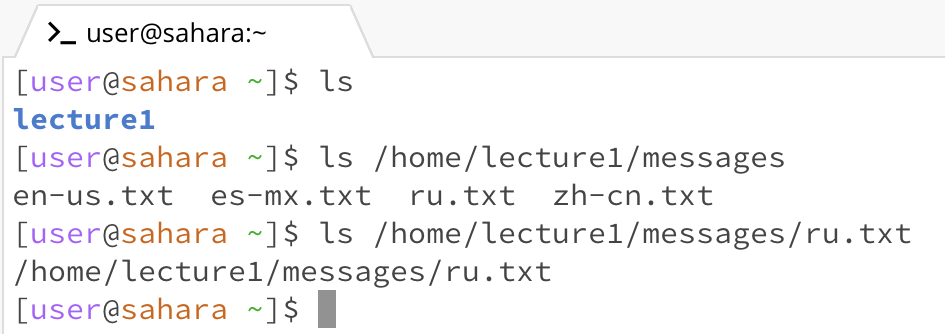 >_ user@sahara:~
[user@sahara ~]$ ls
lecture1
[user@sahara ~]$ ls /home/lecture1/messages
en-us.txt  es-mx.txt  ru.txt  zh-cn.txt
[user@sahara ~]$ ls /home/lecture1/messages/ru.txt
/home/lecture1/messages/ru.txt
[user@sahara ~]$